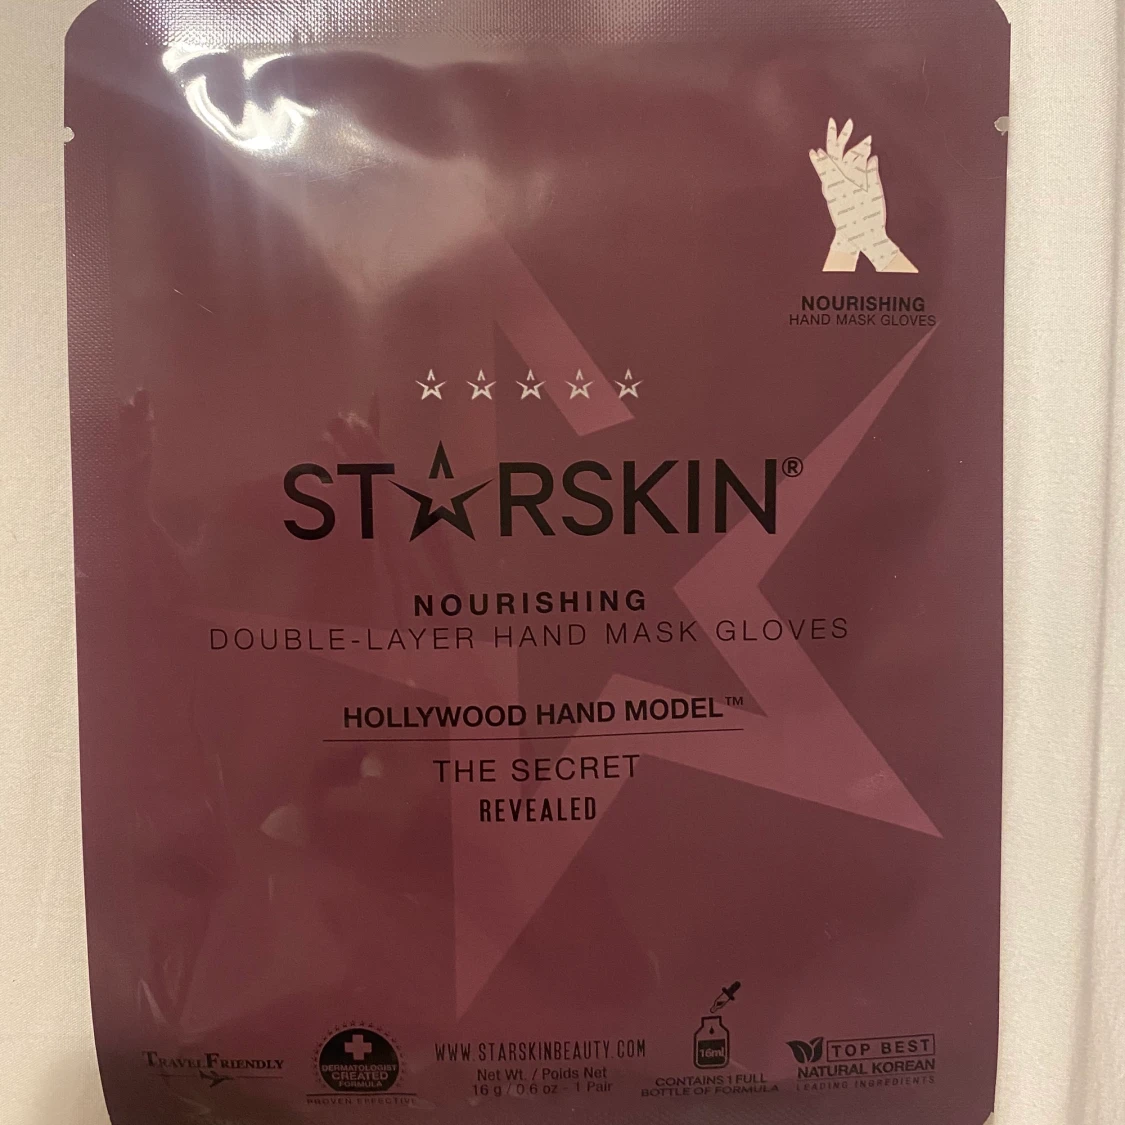 NOURISHING
HAND MASK GLOVES
STARSKIN®
NOURISHING
DOUBLE-LAYER HAND MASK GLOVES
HOLLYWOOD HAND MODEL™
THE SECRET
REVEALED
TRAVEL FRIENDLY
DERMATOLOGIST
CREATED
FORMULA
PROVEN EFFECTIVE
WWW.STARSKINBEAUTY.COM
Net Wt. / Poids Net
16 g / 0.6 oz - 1 Pair
16ml
CONTAINS 1 FULL
BOTTLE OF FORMULA
TOP BEST
NATURAL KOREAN
LEADING INGREDIENTS